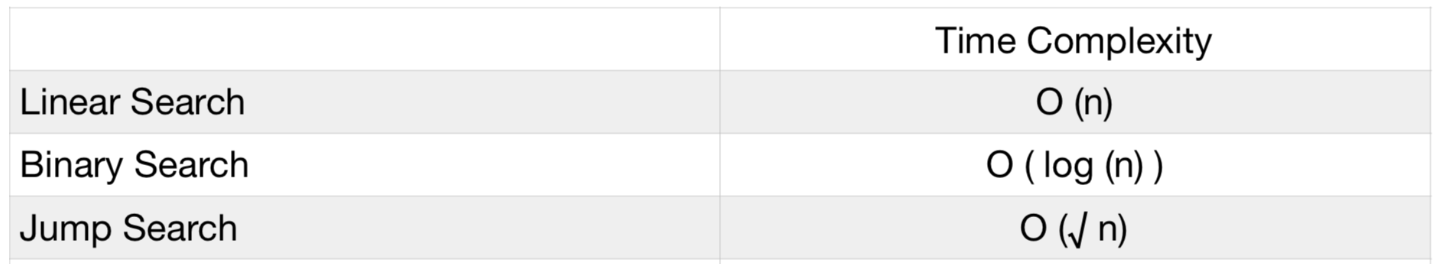 Time Complexity
Linear Search O (n)
Binary Search O ( log (n) )
Jump Search O (√ n)